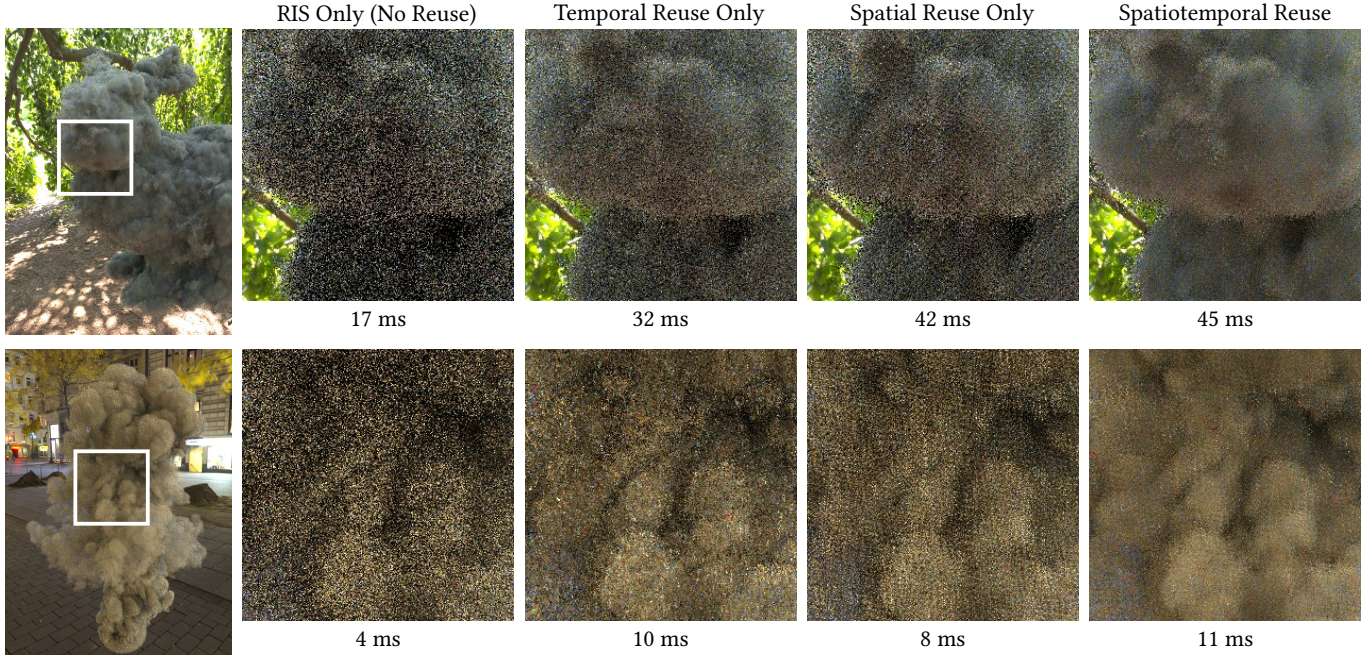 RIS Only (No Reuse) Temporal Reuse Only Spatial Reuse Only Spatiotemporal Reuse
17 ms 32 ms 42 ms 45 ms
4 ms 10 ms 8 ms 11 ms